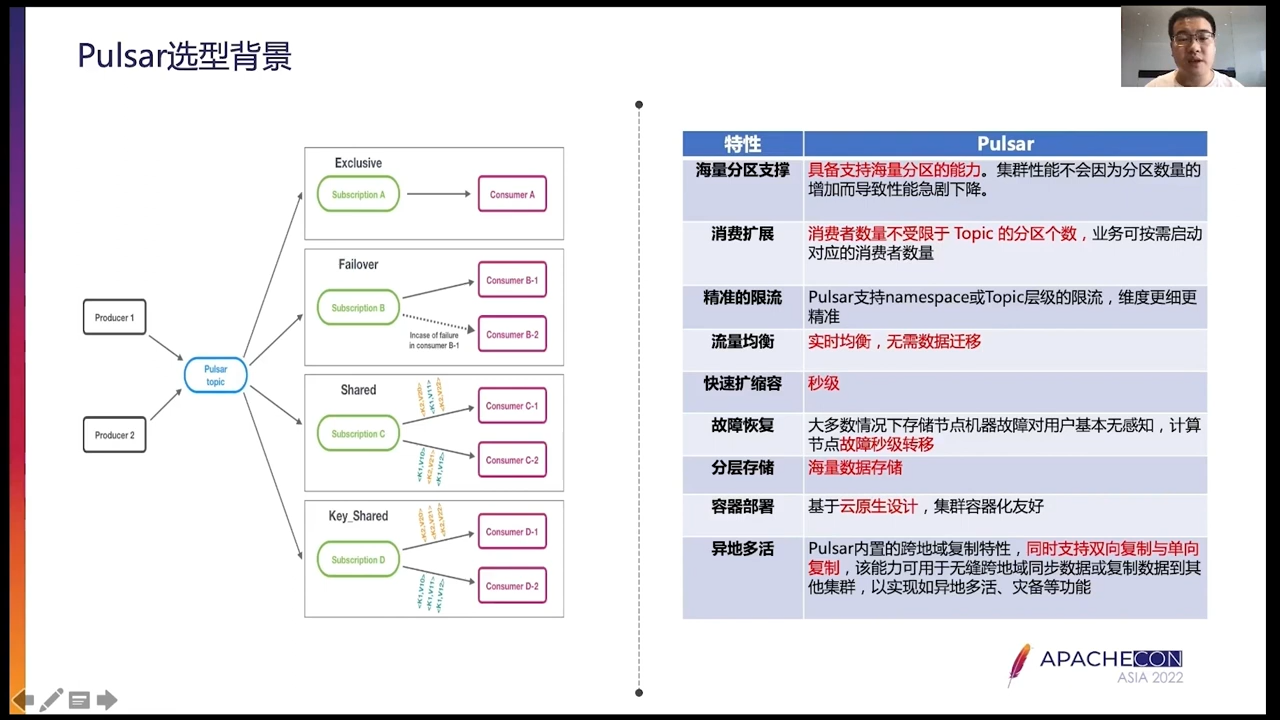 Pulsar选型背景
Exclusive
Subscription A
Consumer A
Failover
Subscription B
Consumer B-1
Consumer B-2
Incase of failure
in consumer B-1
Producer 1
Producer 2
Pulsar
topic
Shared
Subscription C
Consumer C-1
Consumer C-2
Key_Shared
Subscription D
Consumer D-1
Consumer D-2
特性 Pulsar
海量分区支撑 具备支持海量分区的能力。集群性能不会因为分区数量的
增加而导致性能急剧下降。
消费扩展 消费者数量不受限于 Topic 的分区个数，业务可按需启动
对应的消费者数量
精准的限流 Pulsar支持namespace或Topic层级的限流，维度更细更
精准
流量均衡 实时均衡，无需数据迁移
快速扩缩容 秒级
故障恢复 大多数情况下存储节点机器故障对用户基本无感知，计算
节点故障秒级转移
分层存储 海量数据存储
容器部署 基于云原生设计，集群容器化友好
异地多活 Pulsar内置的跨地域复制特性，同时支持双向复制与单向
复制，该能力可用于无缝跨地域同步数据或复制数据到其
他集群，以实现如异地多活、灾备等功能
APACHECON
ASIA 2022